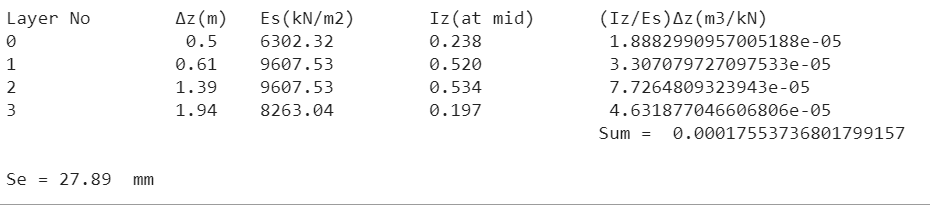 Layer No Δz(m) Es(kN/m2) Iz(at mid) (Iz/Es)Δz(m3/kN)
0 0.5 6302.32 0.238 1.8882990957005188e-05
1 0.61 9607.53 0.520 3.307079727097533e-05
2 1.39 9607.53 0.534 7.7264809323943e-05
3 1.94 8263.04 0.197 4.631877046606806e-05
Sum = 0.00017553736801799157
Se = 27.89 mm